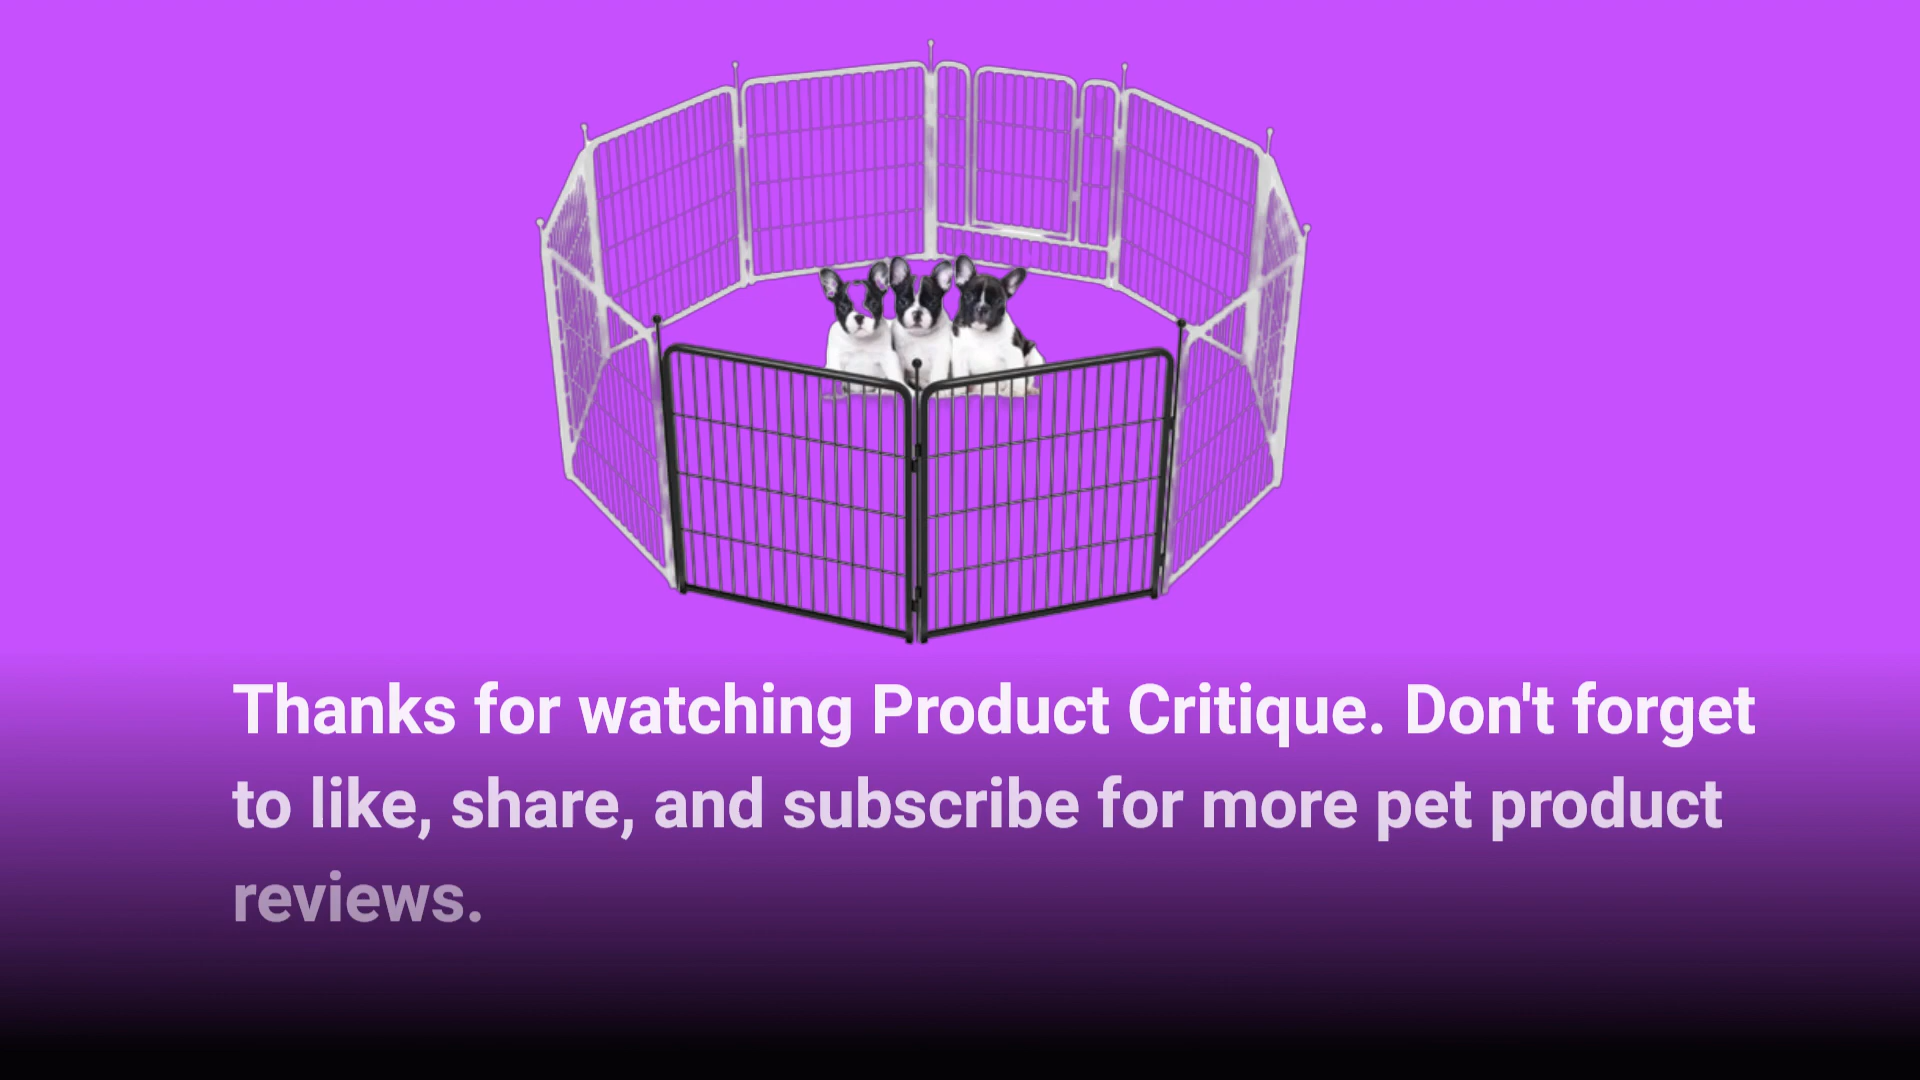 Thanks for watching Product Critique. Don't forget
to like, share, and subscribe for more pet product
reviews.